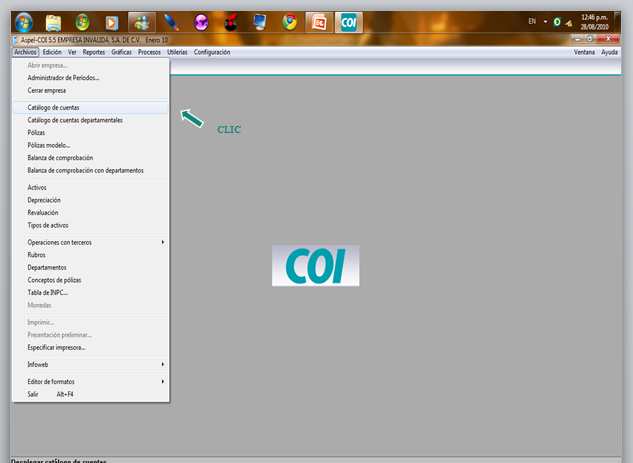 COI
EN
12:46 p.m.
28/08/2010
Aspel-COI 5.5 EMPRESA INVALIDA, S.A. DE C.V. Enero 10
Archivos Edición Ver Reportes Gráficas Procesos Utilerías Configuración Ventana Ayuda
Abrir empresa...
Administrador de Períodos...
Cerrar empresa
Catálogo de cuentas
Catálogo de cuentas departamentales
Pólizas
Pólizas modelo...
Balanza de comprobación
Balanza de comprobación con departamentos
Activos
Depreciación
Revaluación
Tipos de activos
Operaciones con terceros
Rubros
Departamentos
Conceptos de pólizas
Tabla de INPC...
Monedas
Imprimir...
Presentación preliminar...
Especificar impresora...
Infoweb
Editor de formatos
Salir Alt+F4
CLIC
COI
Desplegar catálogo de cuentas